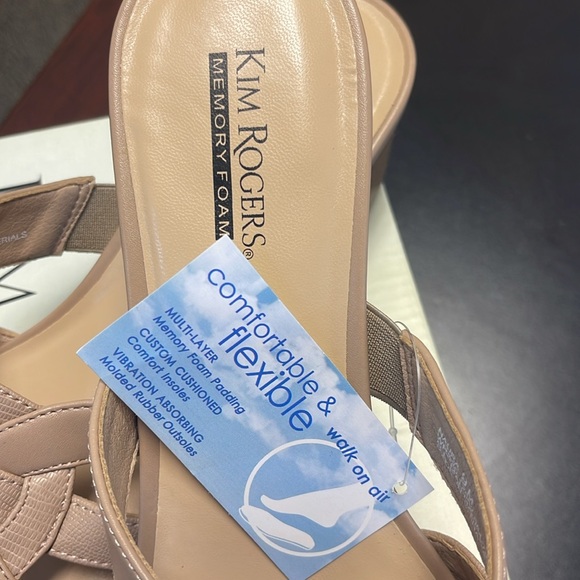 KIM ROGERS®
MEMORY FOAM
comfortable &
flexible
walk on air
MULTI-LAYER
Memory Foam Padding
CUSTOM CUSHIONED
Comfort Insoles
VIBRATION ABSORBING
Molded Rubber Outsoles